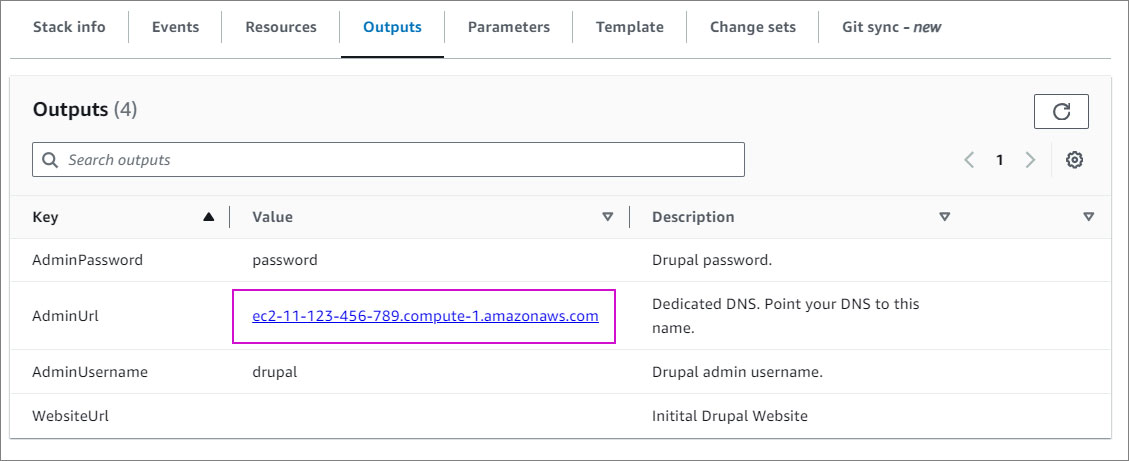 Stack info Events Resources Outputs Parameters Template Change sets Git sync - new
Outputs (4)
Search outputs
1
Key Value Description
AdminPassword password Drupal password.
AdminUrl ec2-11-123-456-789.compute-1.amazonaws.com Dedicated DNS. Point your DNS to this
name.
AdminUsername drupal Drupal admin username.
WebsiteUrl Initital Drupal Website